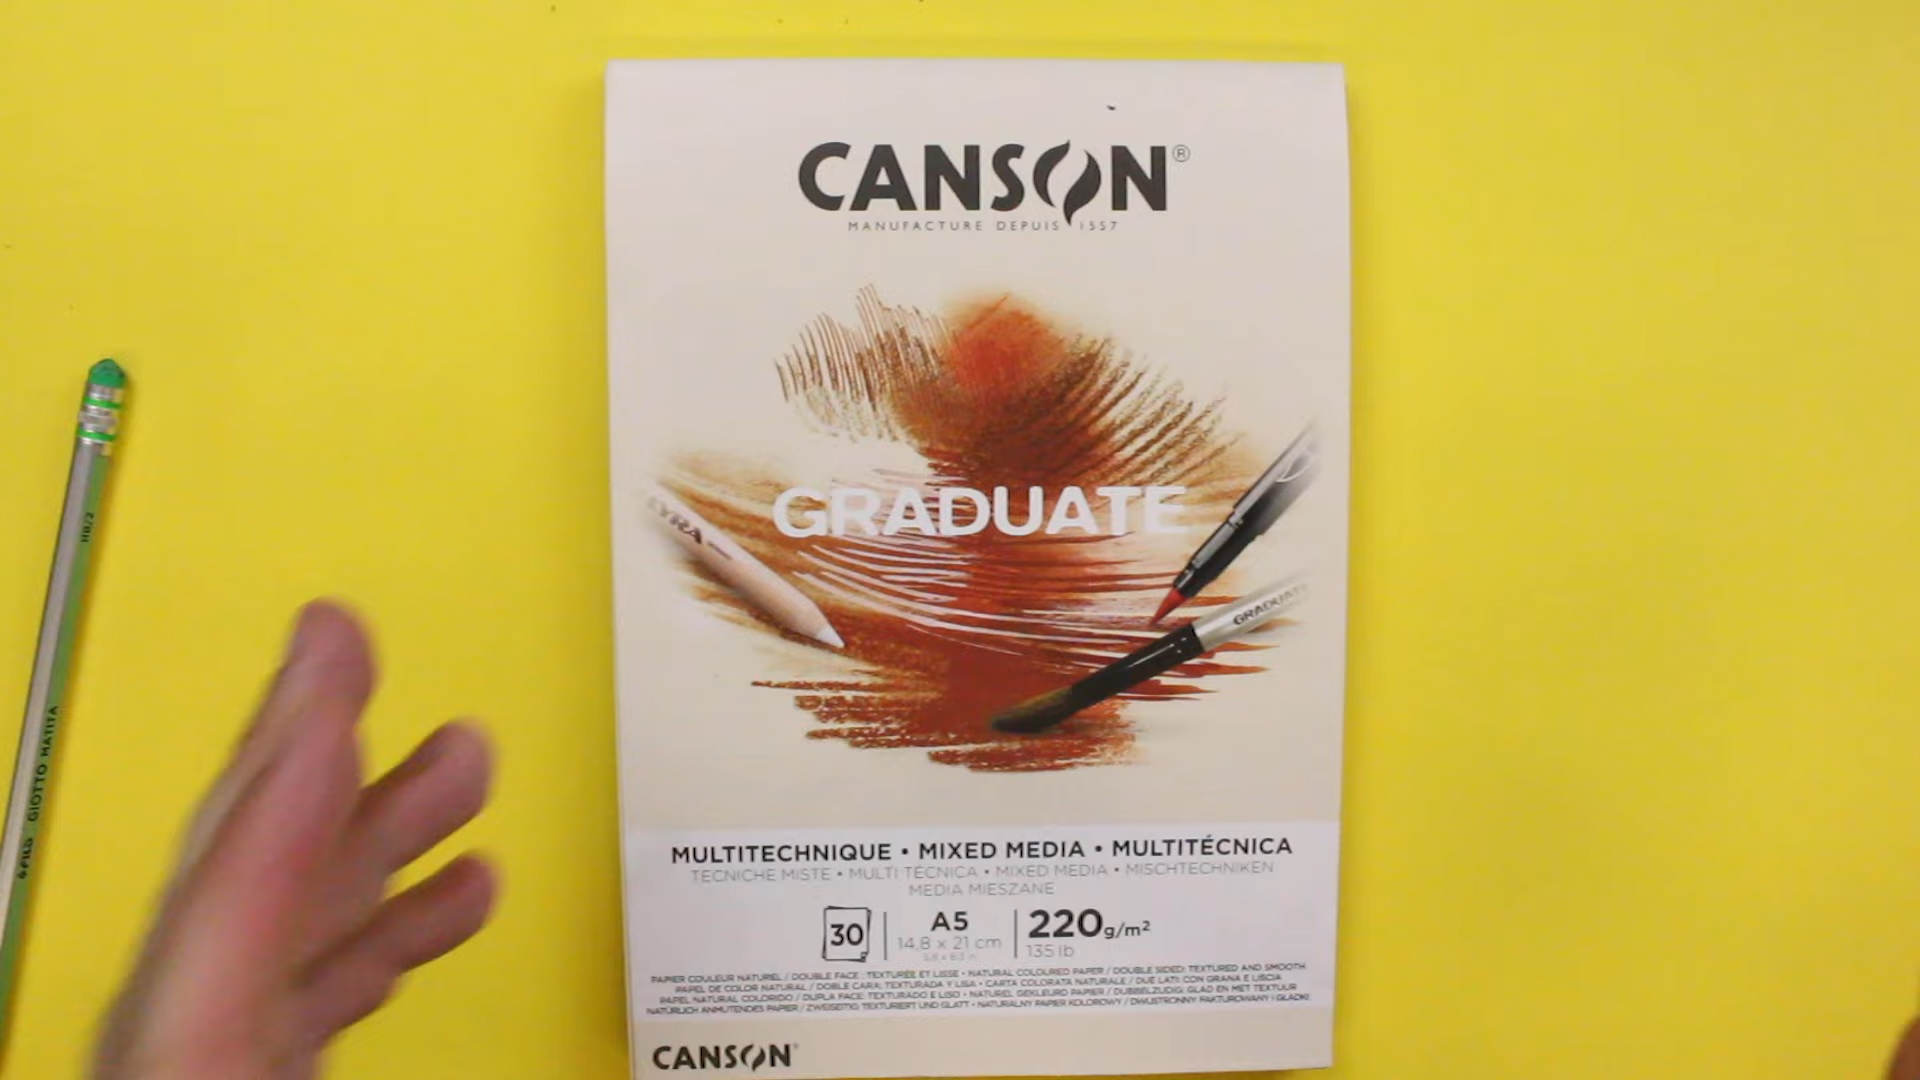 CANSON®
MANUFACTURE DEPUIS 1557
GRADUATE
LYRA
GRADUATE
HB/2
GIOTTO MATITA
MULTITECHNIQUE • MIXED MEDIA • MULTITÉCNICA
TECNICHE MISTE • MULTI TÉCNICA • MIXED MEDIA • MISCHTECHNIKEN
MEDIA MIESZANE
30
A5
14,8 x 21 cm
220 g/m²
135 lb
PAPIER COULEUR NATUREL / DOUBLE FACE : TEXTURÉE ET LISSE • NATURAL COLOURED PAPER / DOUBLE SIDED: TEXTURED AND SMOOTH
PAPEL DE COLOR NATURAL / DOBLE CARA: TEXTURADA Y LISA • CARTA COLORATA NATURALE / DUE LATI: CON GRANA E LISCIA
PAPEL NATURAL COLORIDO / DUPLA FACE: TEXTURADO E LISO • NATUREL GEKLEURD PAPIER / DUBBELZIJDIG: GLAD EN MET TEXTUUR
NATÜRLICH ANMUTENDES PAPIER / ZWEISEITIG TEXTURIERT UND GLATT • NATURALNY PAPIER KOLOROWY / DWUSTRONNY: FAKTUROWANY I GŁADKI
CANSON®